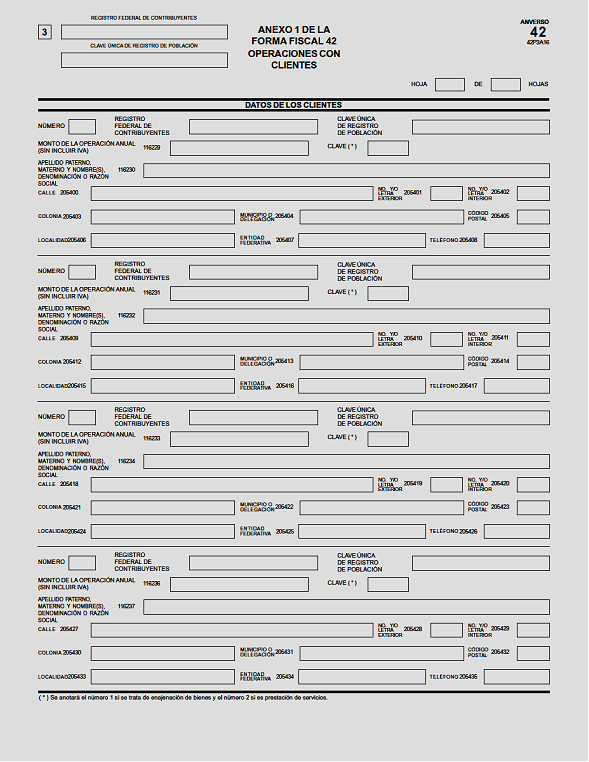 REGISTRO FEDERAL DE CONTRIBUYENTES
3
CLAVE ÚNICA DE REGISTRO DE POBLACIÓN
ANEXO 1 DE LA
FORMA FISCAL 42
OPERACIONES CON
CLIENTES
ANVERSO
42
42P3A16
HOJA DE HOJAS
DATOS DE LOS CLIENTES
NÚMERO
REGISTRO
FEDERAL DE
CONTRIBUYENTES
CLAVE ÚNICA
DE REGISTRO
DE POBLACIÓN
MONTO DE LA OPERACIÓN ANUAL
(SIN INCLUIR IVA)
116229
CLAVE ( * )
APELLIDO PATERNO,
MATERNO Y NOMBRE(S),
DENOMINACIÓN O RAZÓN
SOCIAL
116230
CALLE 205400
NO. Y/O
LETRA
EXTERIOR
205401
NO. Y/O
LETRA
INTERIOR
205402
COLONIA 205403
MUNICIPIO O
DELEGACIÓN
205404
CÓDIGO
POSTAL
205405
LOCALIDAD205406
ENTIDAD
FEDERATIVA
205407
TELÉFONO 205408
NÚMERO
REGISTRO
FEDERAL DE
CONTRIBUYENTES
CLAVE ÚNICA
DE REGISTRO
DE POBLACIÓN
MONTO DE LA OPERACIÓN ANUAL
(SIN INCLUIR IVA)
116231
CLAVE ( * )
APELLIDO PATERNO,
MATERNO Y NOMBRE(S),
DENOMINACIÓN O RAZÓN
SOCIAL
116232
CALLE 205409
NO. Y/O
LETRA
EXTERIOR
205410
NO. Y/O
LETRA
INTERIOR
205411
COLONIA 205412
MUNICIPIO O
DELEGACIÓN
205413
CÓDIGO
POSTAL
205414
LOCALIDAD205415
ENTIDAD
FEDERATIVA
205416
TELÉFONO 205417
NÚMERO
REGISTRO
FEDERAL DE
CONTRIBUYENTES
CLAVE ÚNICA
DE REGISTRO
DE POBLACIÓN
MONTO DE LA OPERACIÓN ANUAL
(SIN INCLUIR IVA)
116233
CLAVE ( * )
APELLIDO PATERNO,
MATERNO Y NOMBRE(S),
DENOMINACIÓN O RAZÓN
SOCIAL
116234
CALLE 205418
NO. Y/O
LETRA
EXTERIOR
205419
NO. Y/O
LETRA
INTERIOR
205420
COLONIA 205421
MUNICIPIO O
DELEGACIÓN
205422
CÓDIGO
POSTAL
205423
LOCALIDAD205424
ENTIDAD
FEDERATIVA
205425
TELÉFONO 205426
NÚMERO
REGISTRO
FEDERAL DE
CONTRIBUYENTES
CLAVE ÚNICA
DE REGISTRO
DE POBLACIÓN
MONTO DE LA OPERACIÓN ANUAL
(SIN INCLUIR IVA)
116236
CLAVE ( * )
APELLIDO PATERNO,
MATERNO Y NOMBRE(S),
DENOMINACIÓN O RAZÓN
SOCIAL
116237
CALLE 205427
NO. Y/O
LETRA
EXTERIOR
205428
NO. Y/O
LETRA
INTERIOR
205429
COLONIA 205430
MUNICIPIO O
DELEGACIÓN
205431
CÓDIGO
POSTAL
205432
LOCALIDAD205433
ENTIDAD
FEDERATIVA
205434
TELÉFONO 205435
( * ) Se anotará el número 1 si se trata de enajenación de bienes y el número 2 si es prestación de servicios.